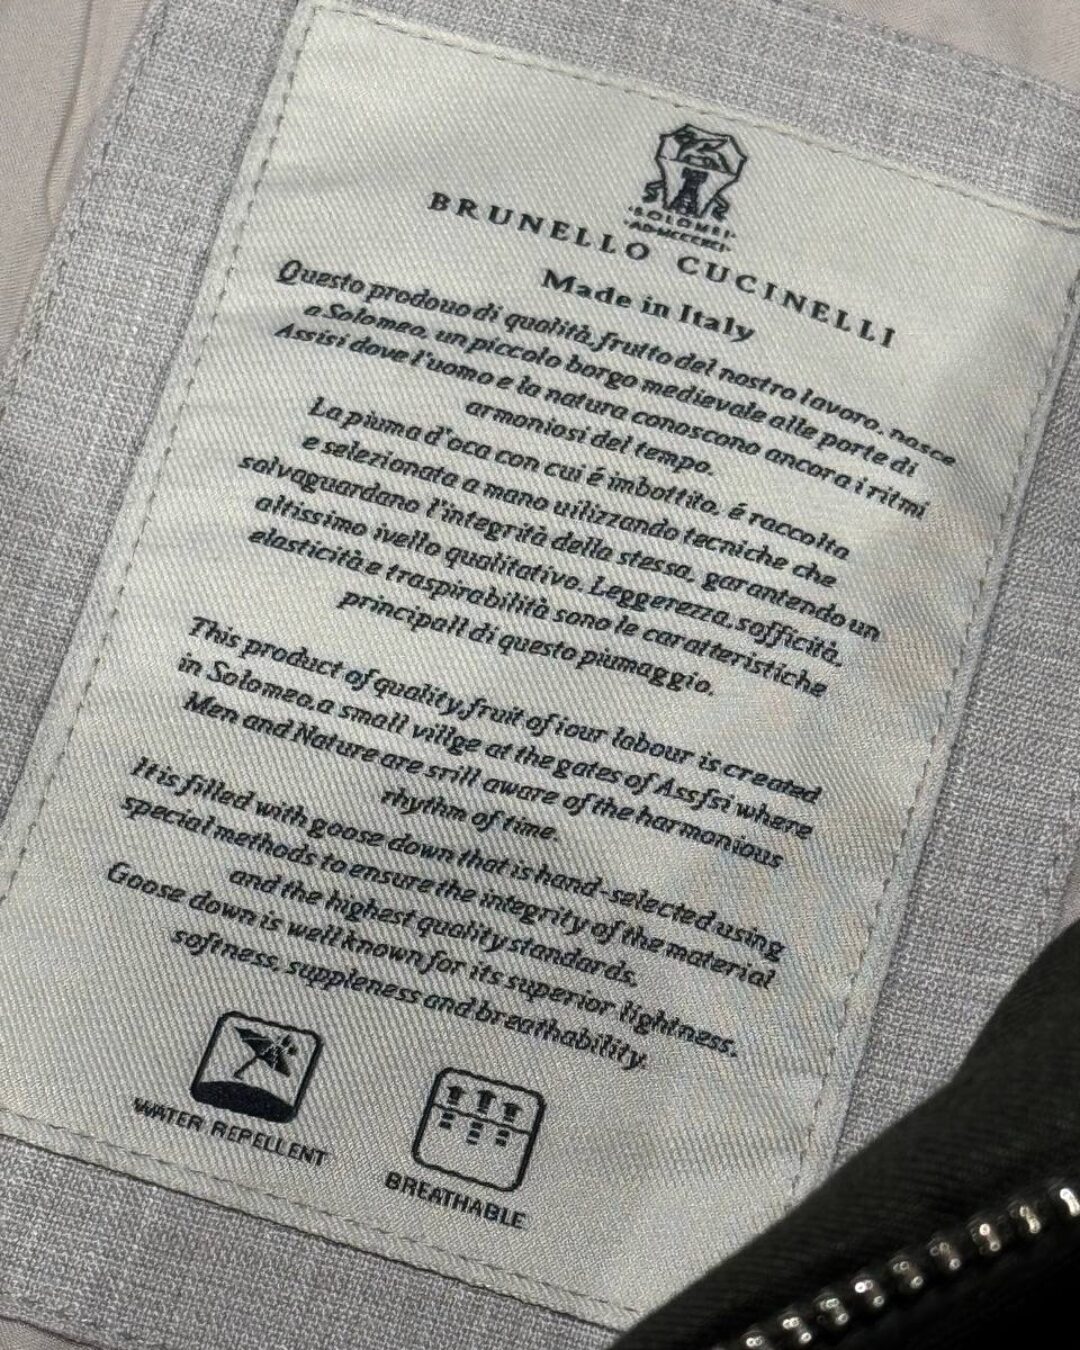 SOLOMEI
BRUNELLO CUCINELLI
Made in Italy
Questo prodouo di qualità, frutto del nostro lavoro, nasce
a Solomeo, un piccolo borgo medievale alle porte di
Assisi dove l'uomo e la natura conoscono ancora i ritmi
armoniosi del tempo.
La piuma d'oca con cui é imbottito, é raccolta
e selezionata a mano uilizzando tecniche che
salvaguardano l'integrità della stessa, garantendo un
altissimo ivello qualitativo. Leggerezza, sofficità,
elasticità e traspirabilità sono le caratteristiche
principall di questo piumaggio.
This product of quality, fruit of iour labour is created
in Solomeo, a small villge at the gates of Assfsi where
Men and Nature are srill aware of the harmonious
rhythm of time.
It is filled with goose down that is hand-selected using
special methods to ensure the integrity of the material
and the highest quality standards.
Goose down is well known for its superior lightness,
softness, suppleness and breathability.
WATER REPELLENT
BREATHABLE